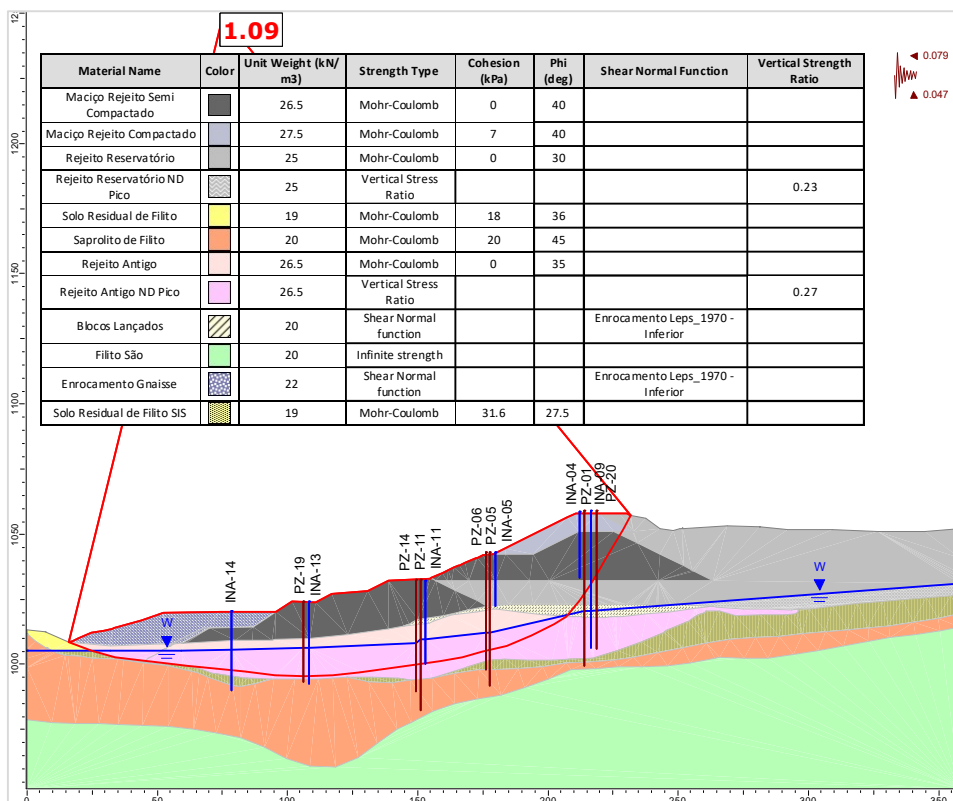 1.09
0.079
0.047
Material Name Color Unit Weight (kN/ m3) Strength Type Cohesion (kPa) Phi (deg) Shear Normal Function Vertical Strength Ratio
Maciço Rejeito Semi Compactado 26.5 Mohr-Coulomb 0 40
Maciço Rejeito Compactado 27.5 Mohr-Coulomb 7 40
Rejeito Reservatório 25 Mohr-Coulomb 0 30
Rejeito Reservatório ND Pico 25 Vertical Stress Ratio 0.23
Solo Residual de Filito 19 Mohr-Coulomb 18 36
Saprolito de Filito 20 Mohr-Coulomb 20 45
Rejeito Antigo 26.5 Mohr-Coulomb 0 35
Rejeito Antigo ND Pico 26.5 Vertical Stress Ratio 0.27
Blocos Lançados 20 Shear Normal function Enrocamento Leps_1970 - Inferior
Filito São 20 Infinite strength
Enrocamento Gnaisse 22 Shear Normal function Enrocamento Leps_1970 - Inferior
Solo Residual de Filito SIS 19 Mohr-Coulomb 31.6 27.5
1200
1150
1100
1050
1000
INA-14
PZ-19
INA-13
PZ-14
PZ-11
INA-11
PZ-06
PZ-05
INA-05
INA-04
PZ-01
INA-09
PZ-20
W
W
0 50 100 150 200 250 300